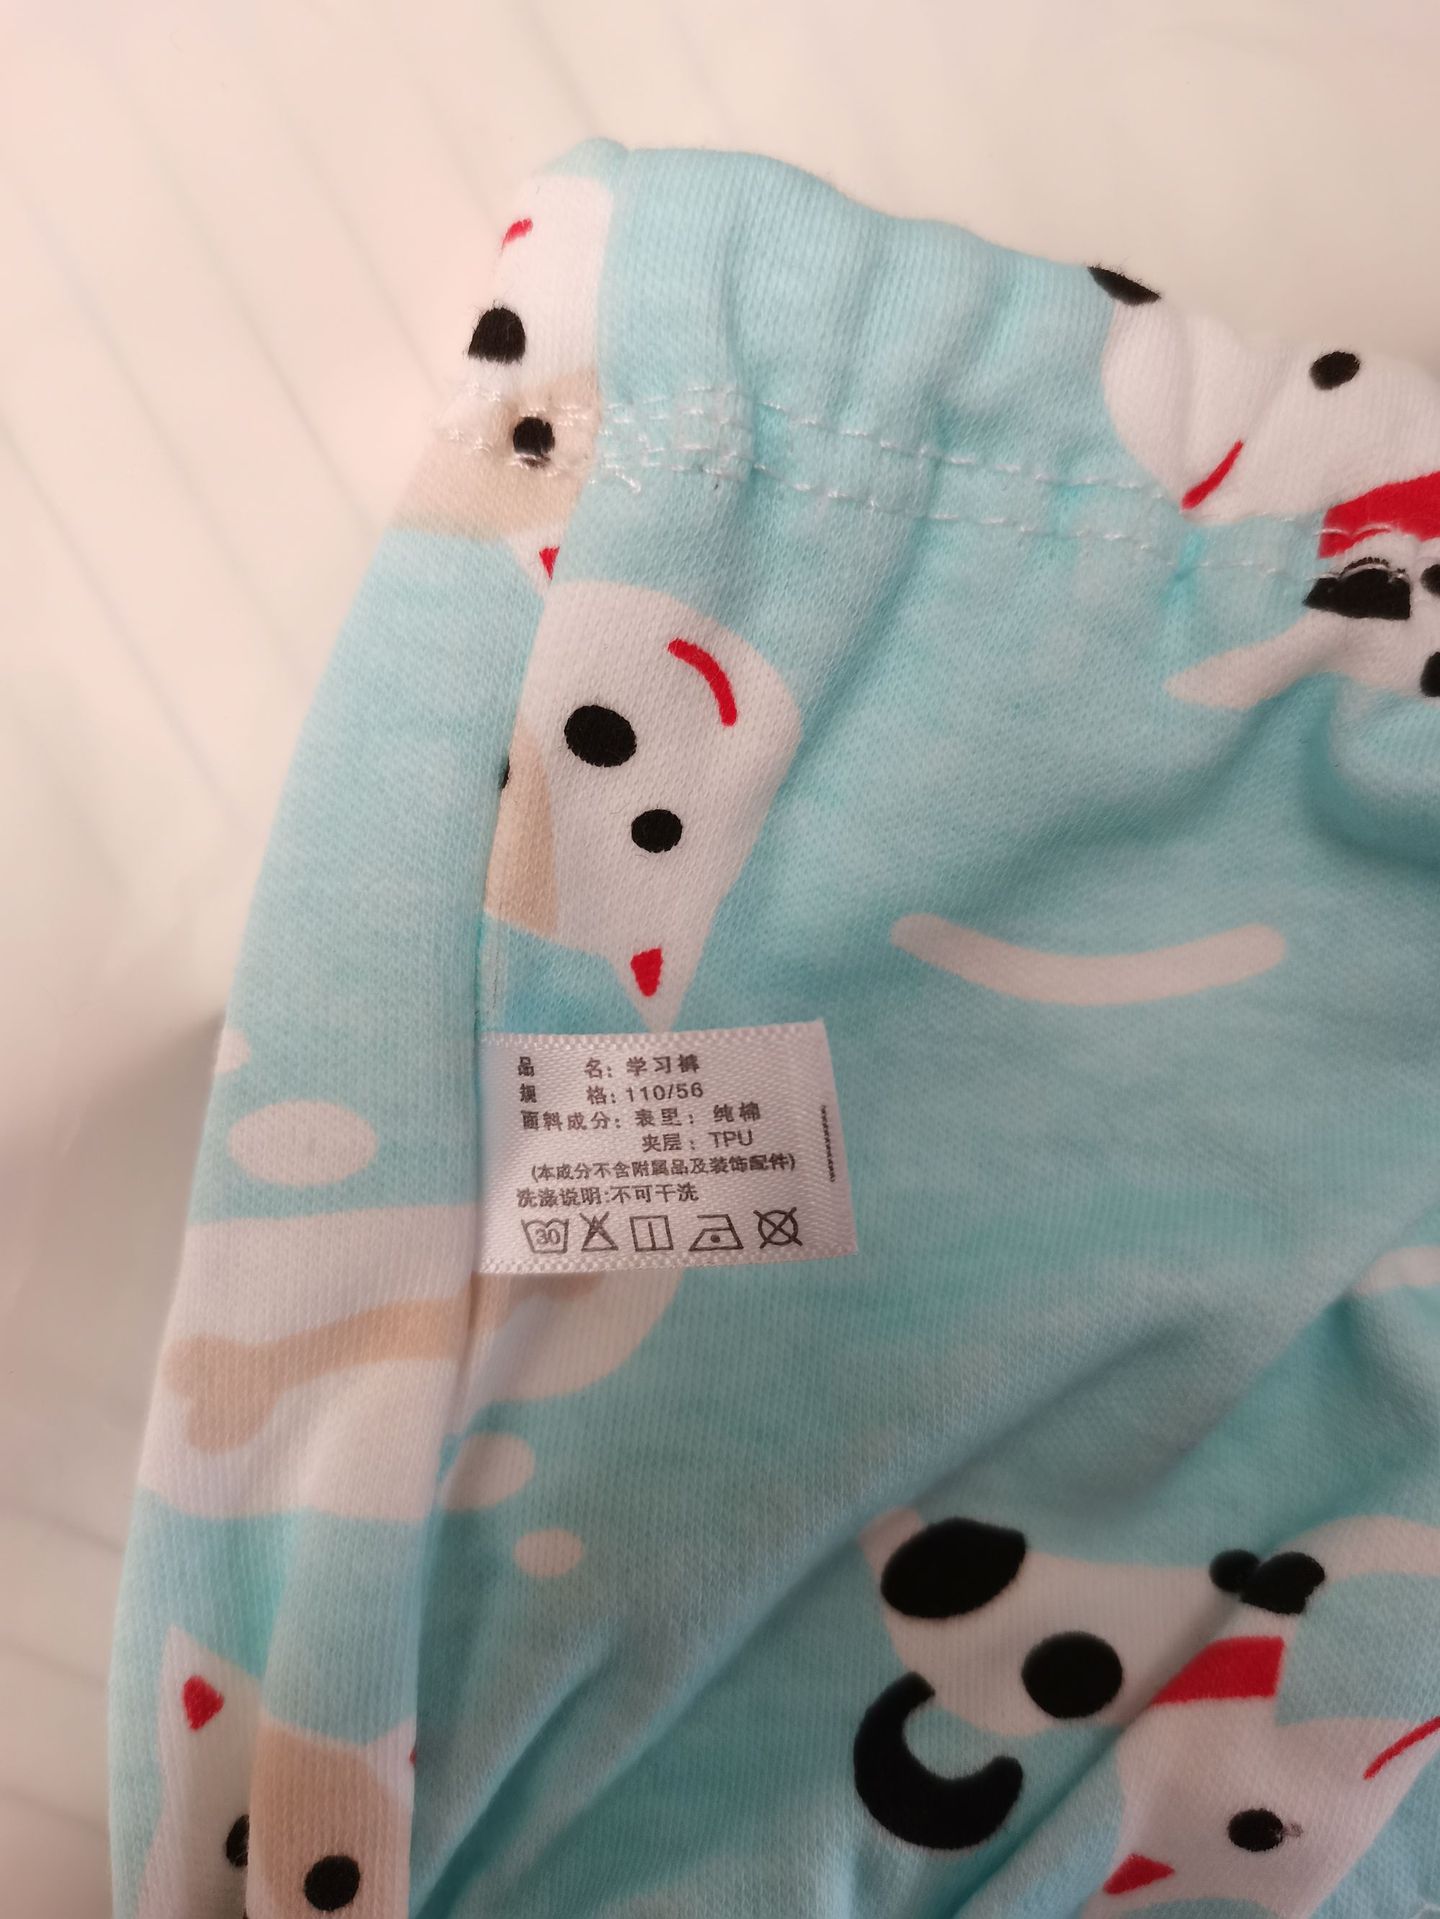 品 名：学习裤
规 格：110/56
面料成分：表里：纯棉
夹层：TPU
(本成分不含附属品及装饰配件)
洗涤说明:不可干洗
30